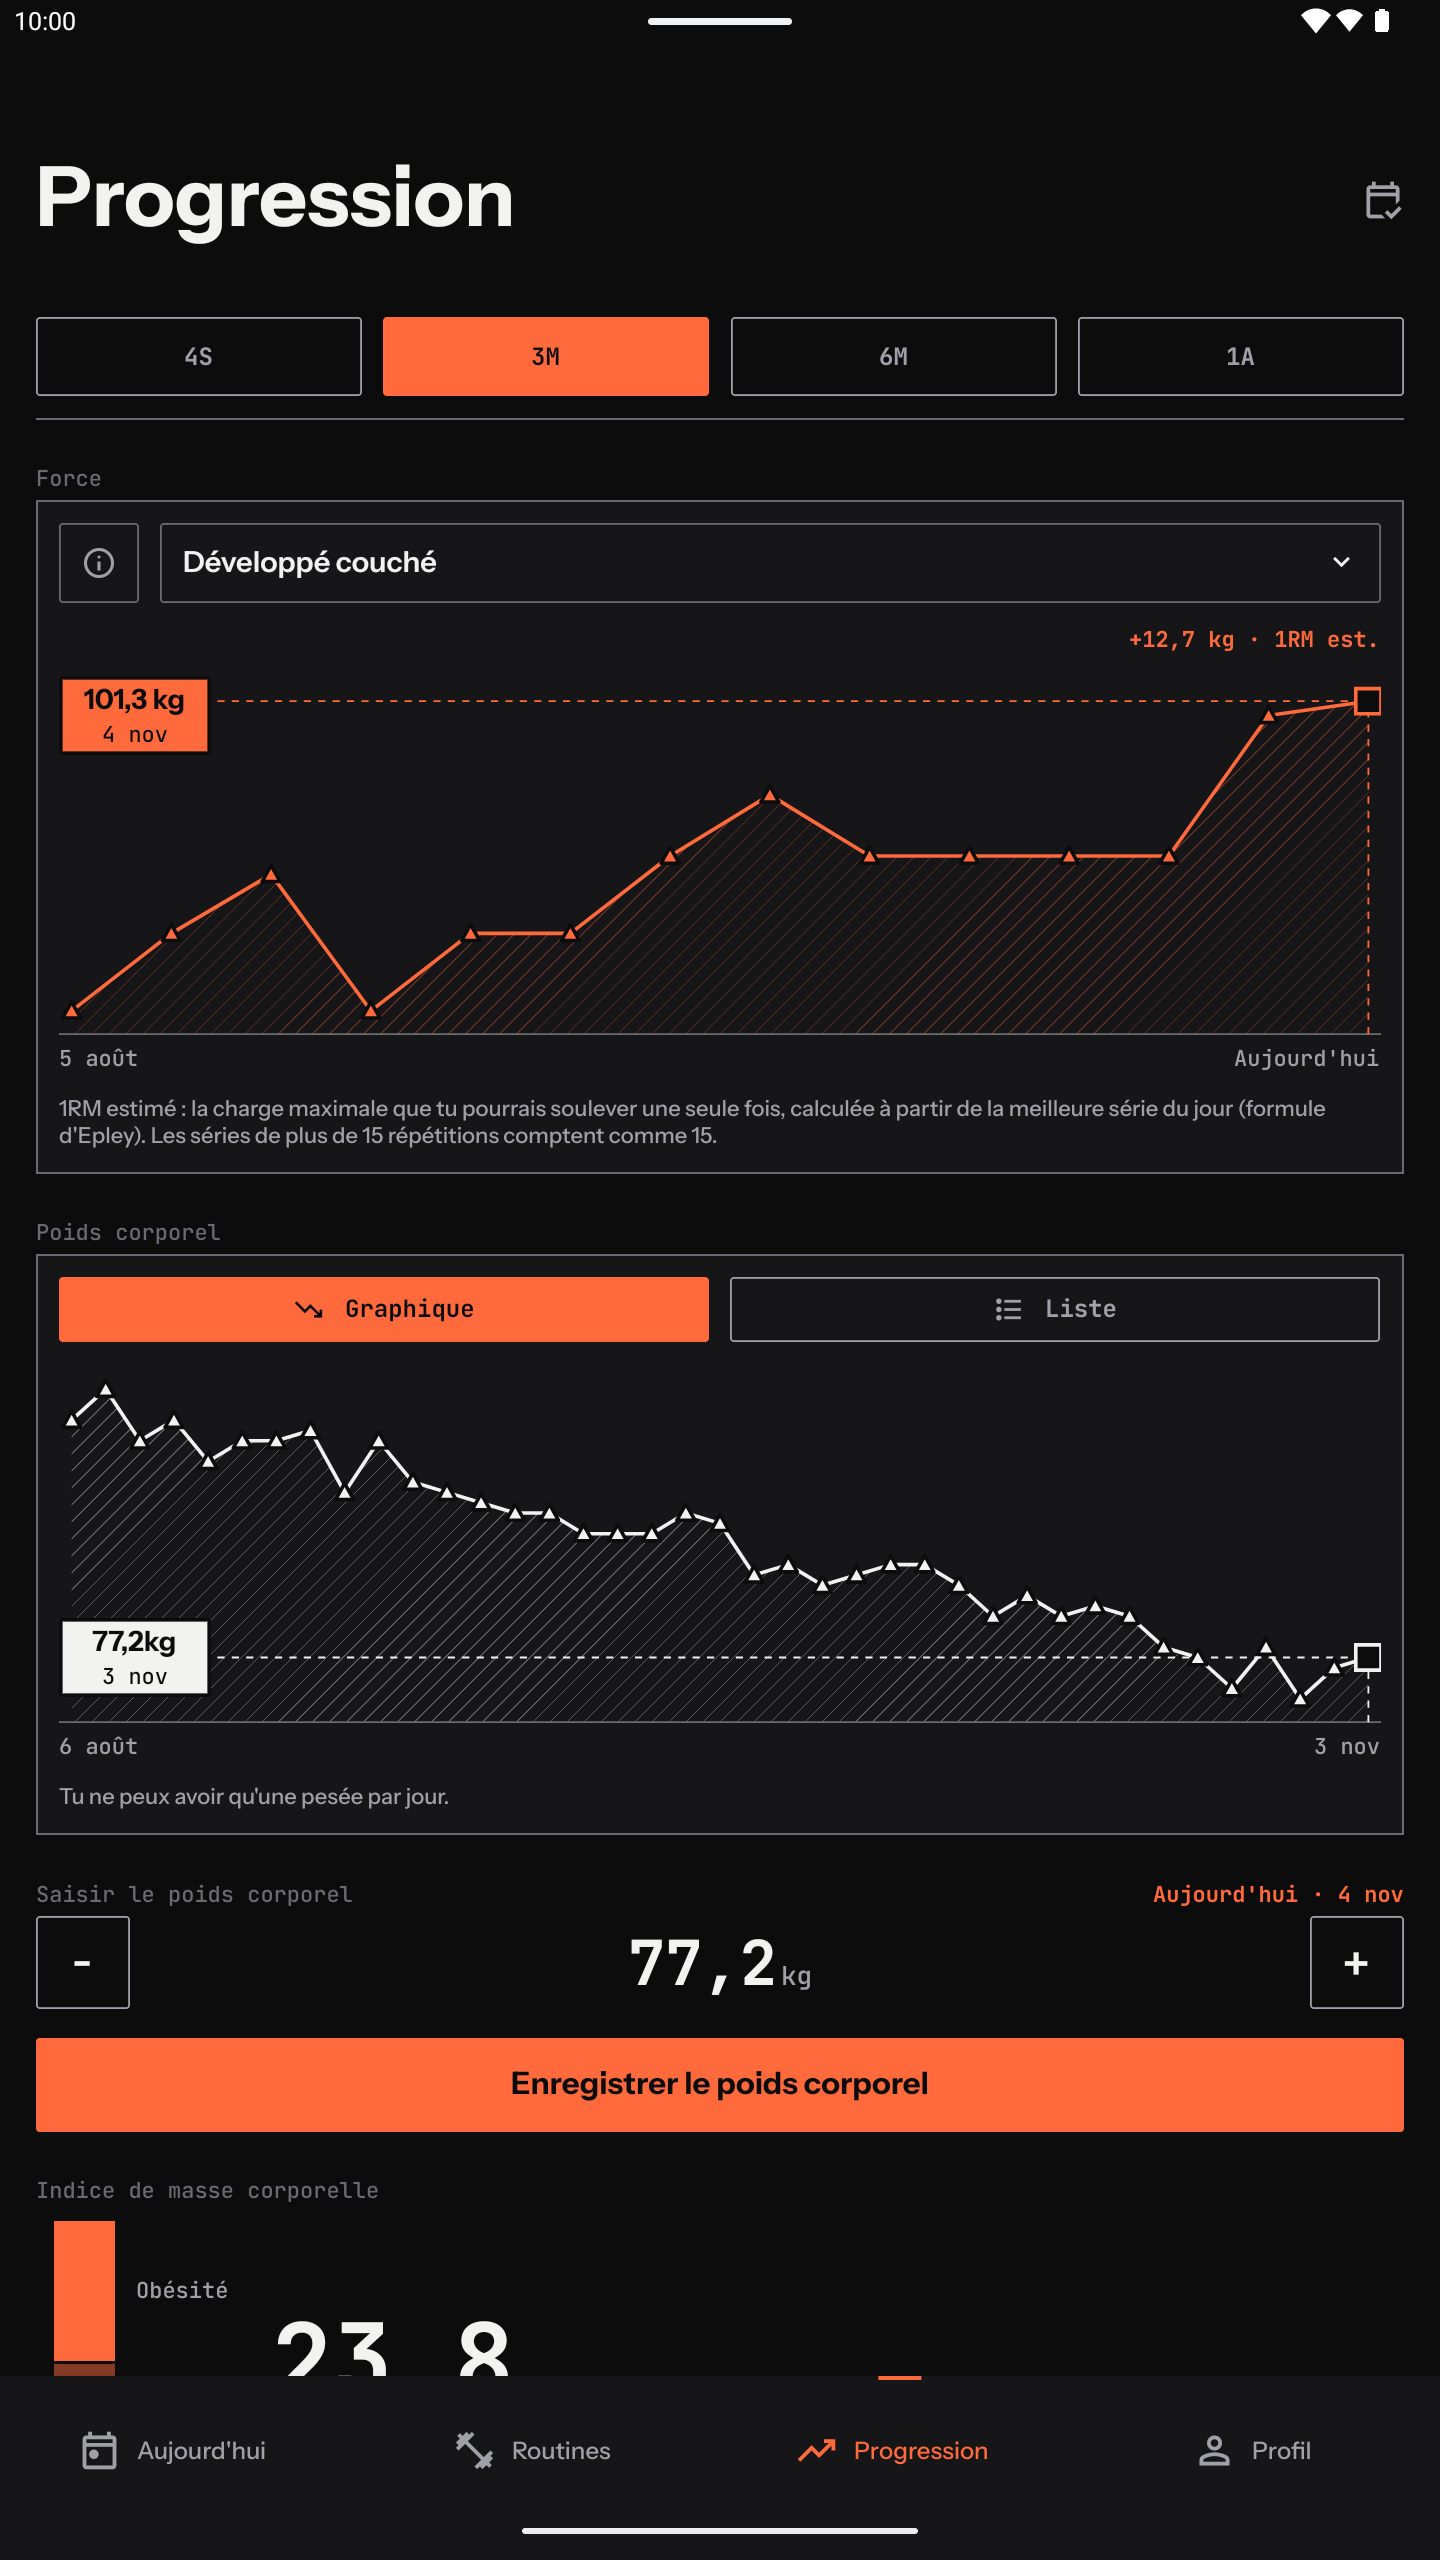 10:00
Progression
4S
3M
6M
1A
Force
Développé couché
+12,7 kg · 1RM est.
101,3 kg
4 nov
5 août
Aujourd'hui
1RM estimé : la charge maximale que tu pourrais soulever une seule fois, calculée à partir de la meilleure série du jour (formule
d'Epley). Les séries de plus de 15 répétitions comptent comme 15.
Poids corporel
Graphique
Liste
77,2kg
3 nov
6 août
3 nov
Tu ne peux avoir qu'une pesée par jour.
Saisir le poids corporel
Aujourd'hui · 4 nov
-
77,2 kg
+
Enregistrer le poids corporel
Indice de masse corporelle
Obésité
23,8
Aujourd'hui
Routines
Progression
Profil